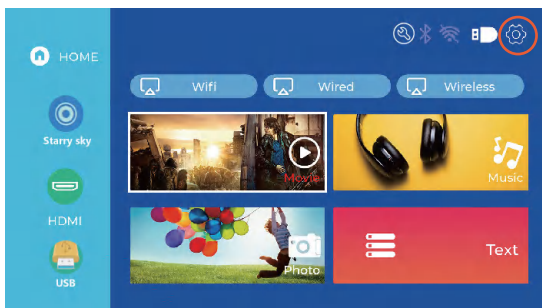 HOME
Wifi
Wired
Wireless
Starry sky
Movie
Music
HDMI
USB
Photo
Text